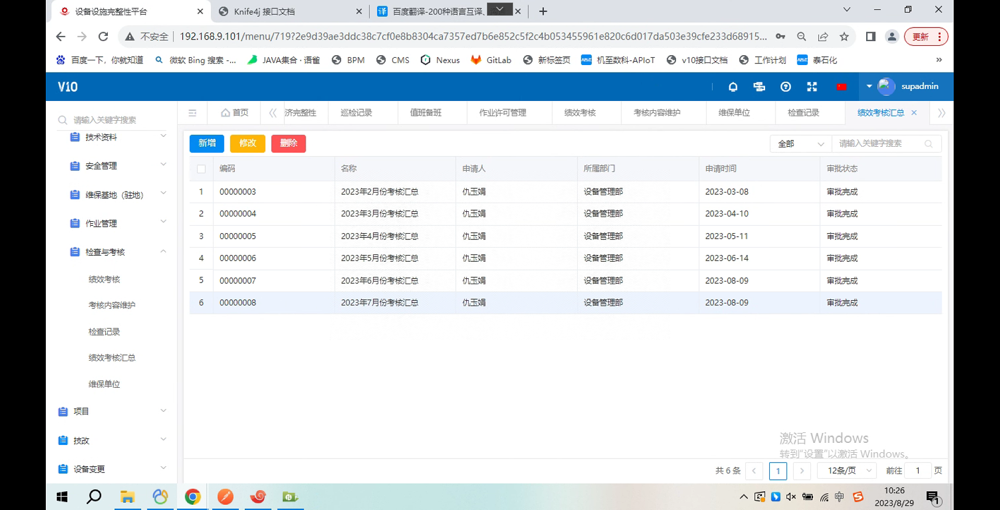 设备设施完整性平台
Knife4j 接口文档
译 百度翻译-200种语言互译、
不安全 192.168.9.101/menu/719?2e9d39ae3ddc38c7cf0e8b8304ca7357ed7b6e852c5f2c4b053455961e820c6d017da503e39cfe233d68915... 更新
百度一下，你就知道 微软 Bing 搜索 -... JAVA集合 · 语雀 BPM CMS Nexus GitLab 新标签页 机至数科-APIoT v10接口文档 工作计划 泰石化
V10 supadmin
请输入关键字搜索
技术资料
安全管理
维保基地（驻地）
作业管理
检查与考核
绩效考核
考核内容维护
检查记录
绩效考核汇总
维保单位
项目
技改
设备变更
首页 济完整性 巡检记录 值班备班 作业许可管理 绩效考核 考核内容维护 维保单位 检查记录 绩效考核汇总
新增 修改 删除 全部 请输入关键字搜索
编码 名称 申请人 所属部门 申请时间 审批状态
1 00000003 2023年2月份考核汇总 仇玉娟 设备管理部 2023-03-08 审批完成
2 00000004 2023年3月份考核汇总 仇玉娟 设备管理部 2023-04-10 审批完成
3 00000005 2023年4月份考核汇总 仇玉娟 设备管理部 2023-05-11 审批完成
4 00000006 2023年5月份考核汇总 仇玉娟 设备管理部 2023-06-14 审批完成
5 00000007 2023年6月份考核汇总 仇玉娟 设备管理部 2023-08-09 审批完成
6 00000008 2023年7月份考核汇总 仇玉娟 设备管理部 2023-08-09 审批完成
激活 Windows
转到“设置”以激活 Windows。
共 6 条 1 12条/页 前往 1 页
中 10:26
2023/8/29 1